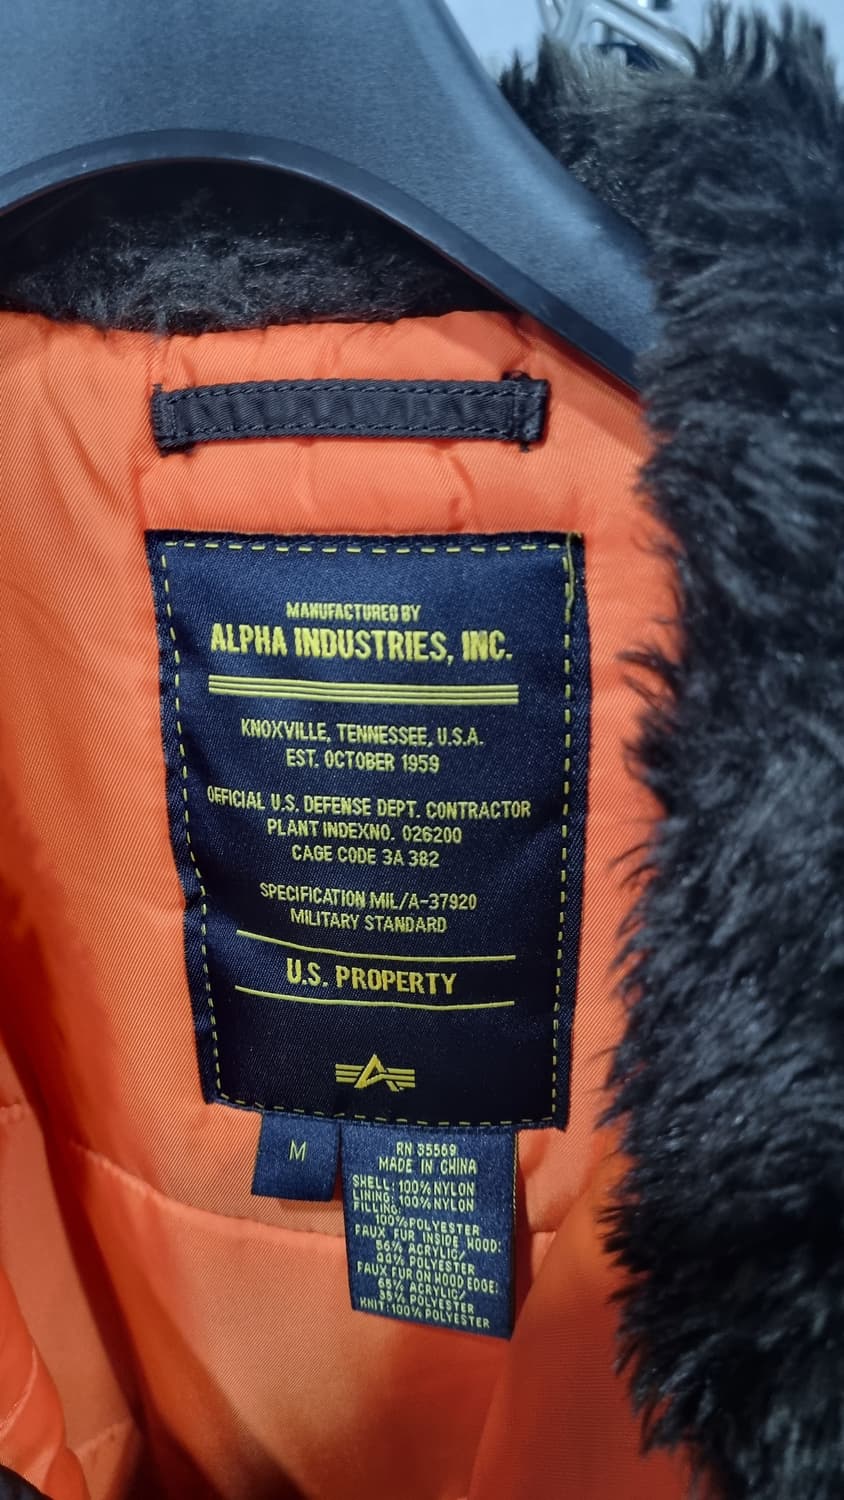 MANUFACTURED BY
ALPHA INDUSTRIES, INC.
KNOXVILLE, TENNESSEE, U.S.A.
EST. OCTOBER 1959
OFFICIAL U.S. DEFENSE DEPT. CONTRACTOR
PLANT INDEXNO. 026200
CAGE CODE 3A 382
SPECIFICATION MIL/A-37920
MILITARY STANDARD
U.S. PROPERTY
M
RN 35569
MADE IN CHINA
SHELL: 100% NYLON
LINING: 100% NYLON
FILLING:
100% POLYESTER
FAUX FUR INSIDE HOOD:
56% ACRYLIC/
44% POLYESTER
FAUX FUR ON HOOD EDGE:
65% ACRYLIC/
35% POLYESTER
KNIT: 100% POLYESTER